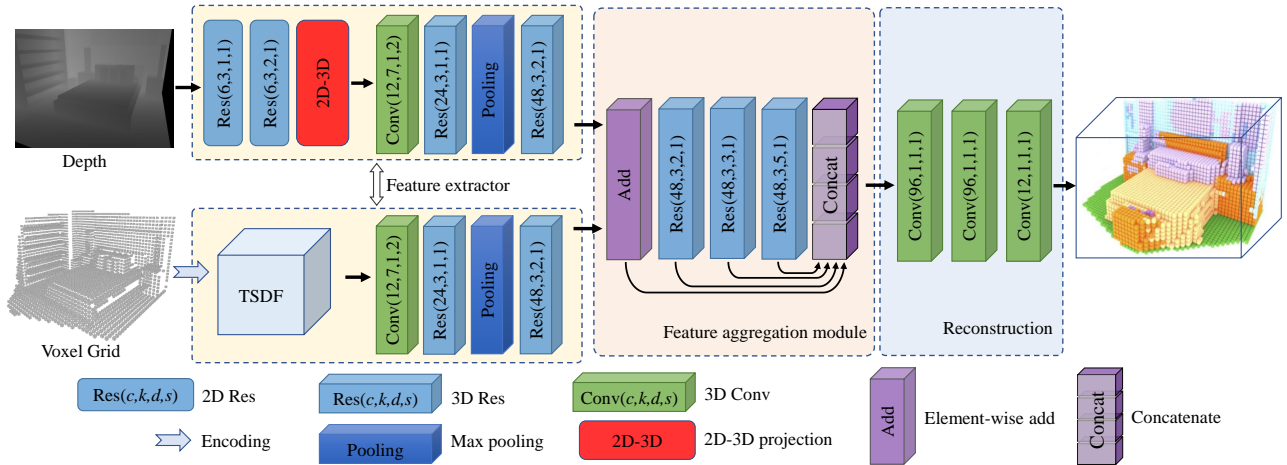 Depth
Res(6,3,1,1)
Res(6,3,2,1)
2D-3D
Conv(12,7,1,2)
Res(24,3,1,1)
Pooling
Res(48,3,2,1)
Feature extractor
Voxel Grid
TSDF
Conv(12,7,1,2)
Res(24,3,1,1)
Pooling
Res(48,3,2,1)
Add
Res(48,3,2,1)
Res(48,3,3,1)
Res(48,3,5,1)
Concat
Feature aggregation module
Conv(96,1,1,1)
Conv(96,1,1,1)
Conv(12,1,1,1)
Reconstruction
Res(c,k,d,s)
2D Res
Res(c,k,d,s)
3D Res
Conv(c,k,d,s)
3D Conv
Add
Element-wise add
Concat
Concatenate
Encoding
Pooling
Max pooling
2D-3D
2D-3D projection